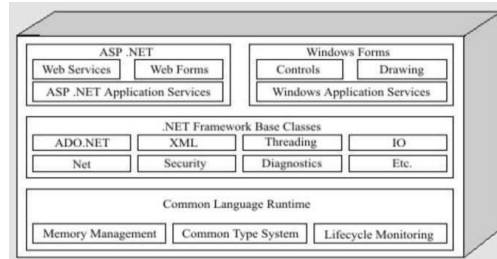 ASP .NET
Web Services
Web Forms
ASP .NET Application Services
Windows Forms
Controls
Drawing
Windows Application Services
.NET Framework Base Classes
ADO.NET
XML
Threading
IO
Net
Security
Diagnostics
Etc.
Common Language Runtime
Memory Management
Common Type System
Lifecycle Monitoring